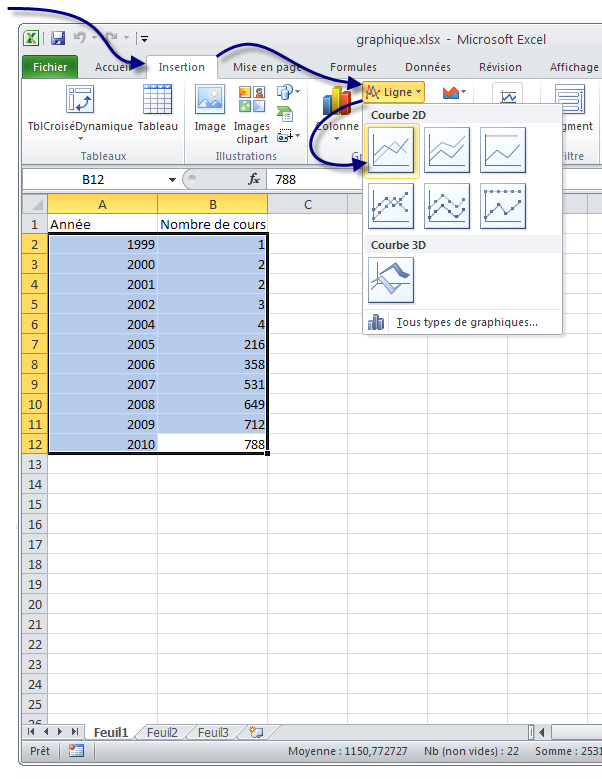 graphique.xlsx - Microsoft Excel
Fichier Accueil Insertion Mise en page Formules Données Révision Affichage
TblCroiséDynamique Tableau
Tableaux
Image Images clipart
Illustrations
Colonne
Ligne
Courbe 2D
Courbe 3D
Tous types de graphiques...
B12 fx 788
A B C
1 Année Nombre de cours
2 1999 1
3 2000 2
4 2001 2
5 2002 3
6 2004 4
7 2005 216
8 2006 358
9 2007 531
10 2008 649
11 2009 712
12 2010 788
13
14
15
16
17
18
19
20
21
22
23
24
25
26
Feuil1 Feuil2 Feuil3
Prêt Moyenne : 1150,772727 Nb (non vides) : 22 Somme : 2531